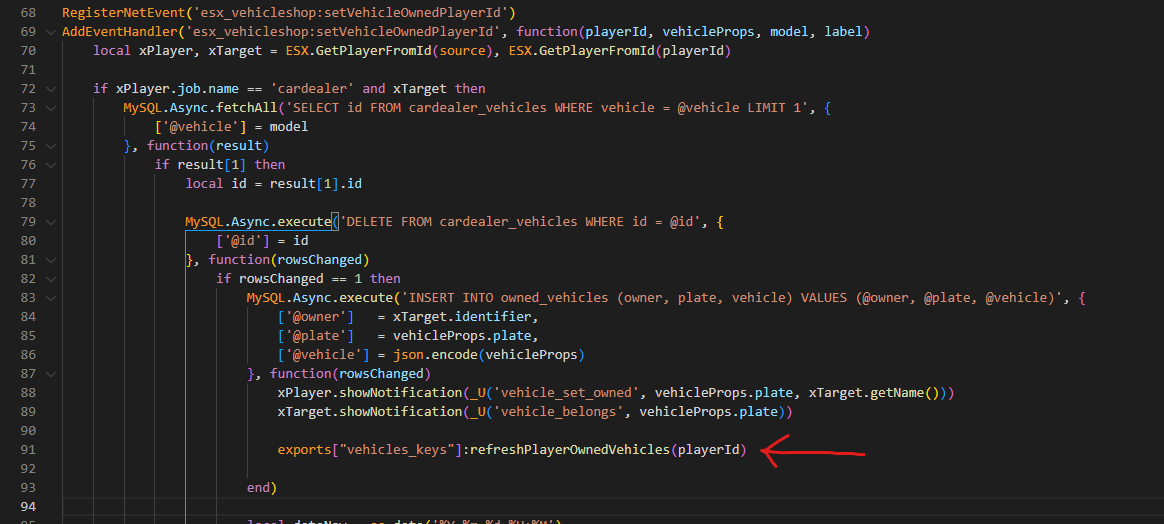 68 RegisterNetEvent('esx_vehicleshop:setVehicleOwnedPlayerId')
69 AddEventHandler('esx_vehicleshop:setVehicleOwnedPlayerId', function(playerId, vehicleProps, model, label)
70     local xPlayer, xTarget = ESX.GetPlayerFromId(source), ESX.GetPlayerFromId(playerId)
71
72     if xPlayer.job.name == 'cardealer' and xTarget then
73         MySQL.Async.fetchAll('SELECT id FROM cardealer_vehicles WHERE vehicle = @vehicle LIMIT 1', {
74             ['@vehicle'] = model
75         }, function(result)
76             if result[1] then
77                 local id = result[1].id
78
79                 MySQL.Async.execute('DELETE FROM cardealer_vehicles WHERE id = @id', {
80                     ['@id'] = id
81                 }, function(rowsChanged)
82                     if rowsChanged == 1 then
83                         MySQL.Async.execute('INSERT INTO owned_vehicles (owner, plate, vehicle) VALUES (@owner, @plate, @vehicle)', {
84                             ['@owner']   = xTarget.identifier,
85                             ['@plate']   = vehicleProps.plate,
86                             ['@vehicle'] = json.encode(vehicleProps)
87                         }, function(rowsChanged)
88                             xPlayer.showNotification(_U('vehicle_set_owned', vehicleProps.plate, xTarget.getName()))
89                             xTarget.showNotification(_U('vehicle_belongs', vehicleProps.plate))
90
91                             exports["vehicles_keys"]:refreshPlayerOwnedVehicles(playerId)
92
93                         end)
94